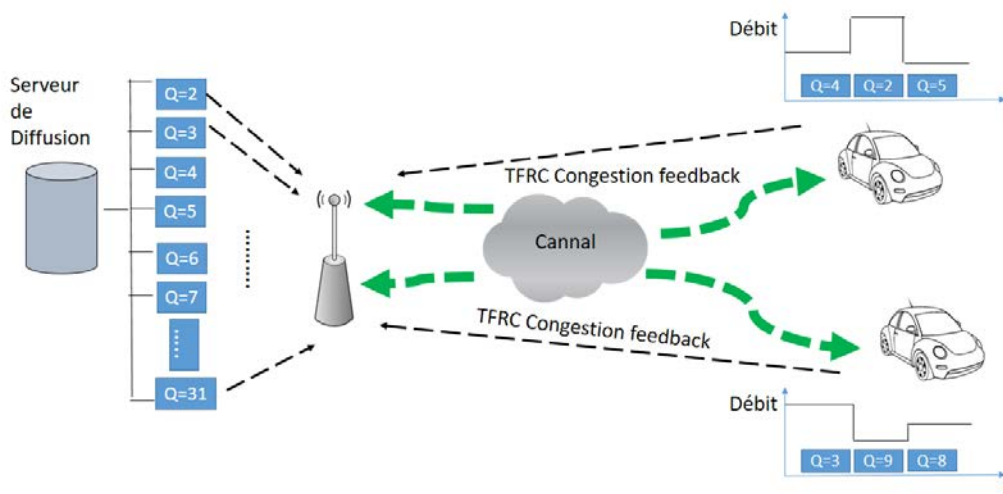 Serveur
de
Diffusion
Q=2
Q=3
Q=4
Q=5
Q=6
Q=7
Q=31
TFRC Congestion feedback
Cannal
TFRC Congestion feedback
Débit
Q=4 Q=2 Q=5
Débit
Q=3 Q=9 Q=8